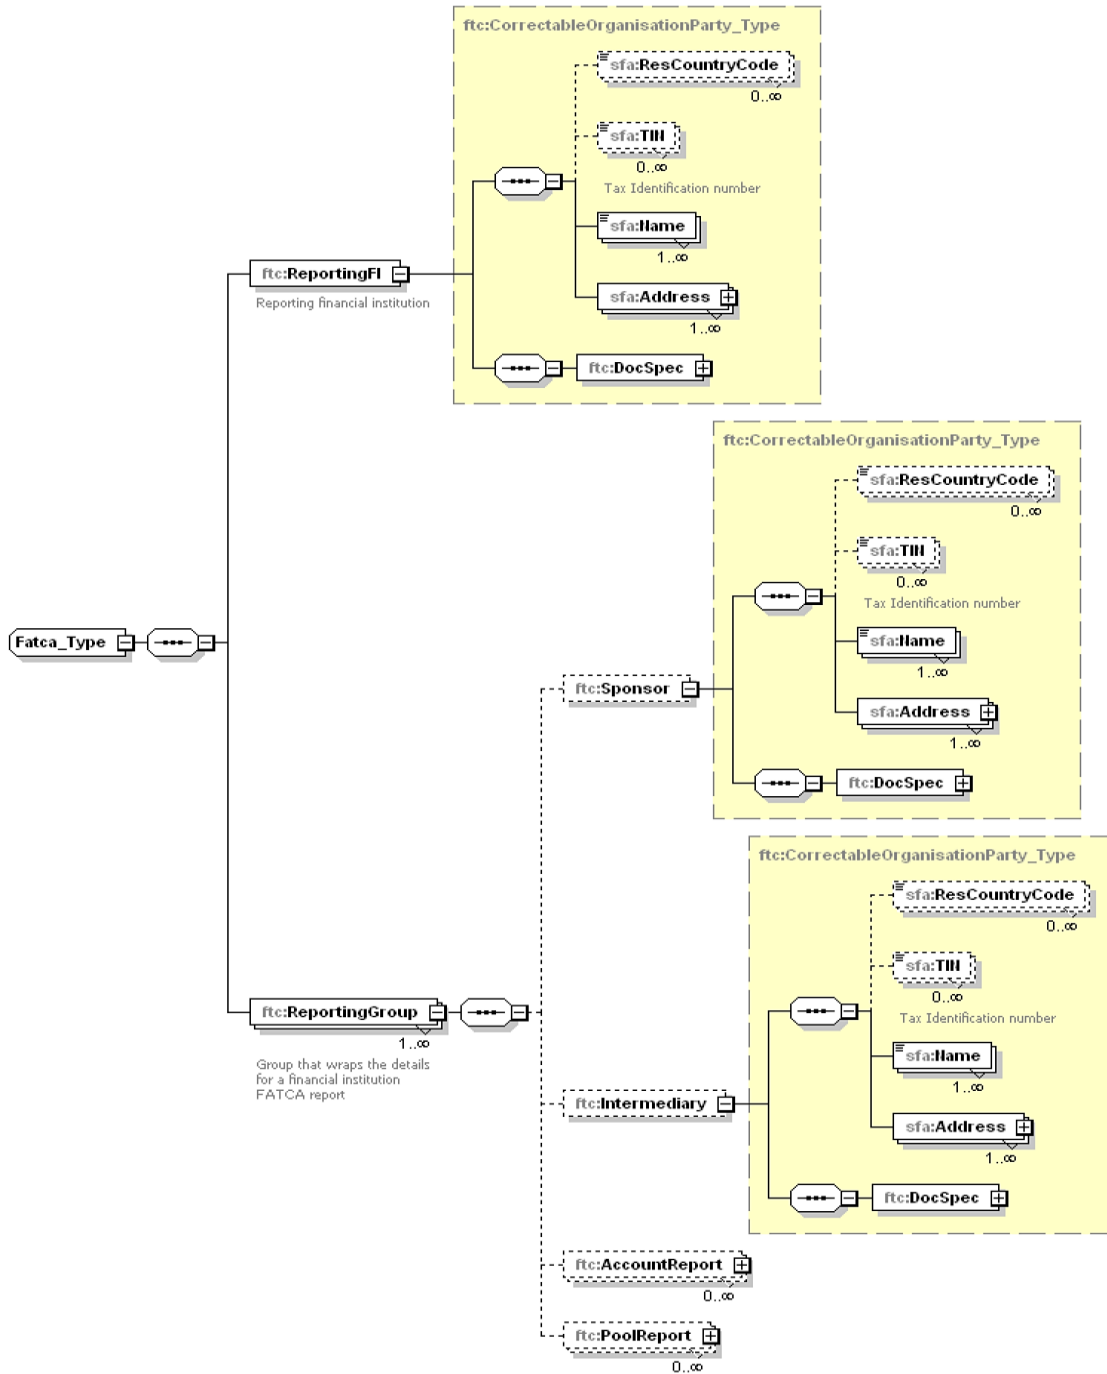 ftc:CorrectableOrganisationParty_Type
sfa:ResCountryCode
0..∞
sfa:TIN
0..∞
Tax Identification number
sfa:Name
1..∞
ftc:ReportingFI
Reporting financial institution
sfa:Address
1..∞
ftc:DocSpec
ftc:CorrectableOrganisationParty_Type
sfa:ResCountryCode
0..∞
sfa:TIN
0..∞
Tax Identification number
Fatca_Type
sfa:Name
1..∞
ftc:Sponsor
sfa:Address
1..∞
ftc:DocSpec
ftc:CorrectableOrganisationParty_Type
sfa:ResCountryCode
0..∞
sfa:TIN
0..∞
Tax Identification number
ftc:ReportingGroup
1..∞
Group that wraps the details
for a financial institution
FATCA report
sfa:Name
1..∞
ftc:Intermediary
sfa:Address
1..∞
ftc:DocSpec
ftc:AccountReport
0..∞
ftc:PoolReport
0..∞